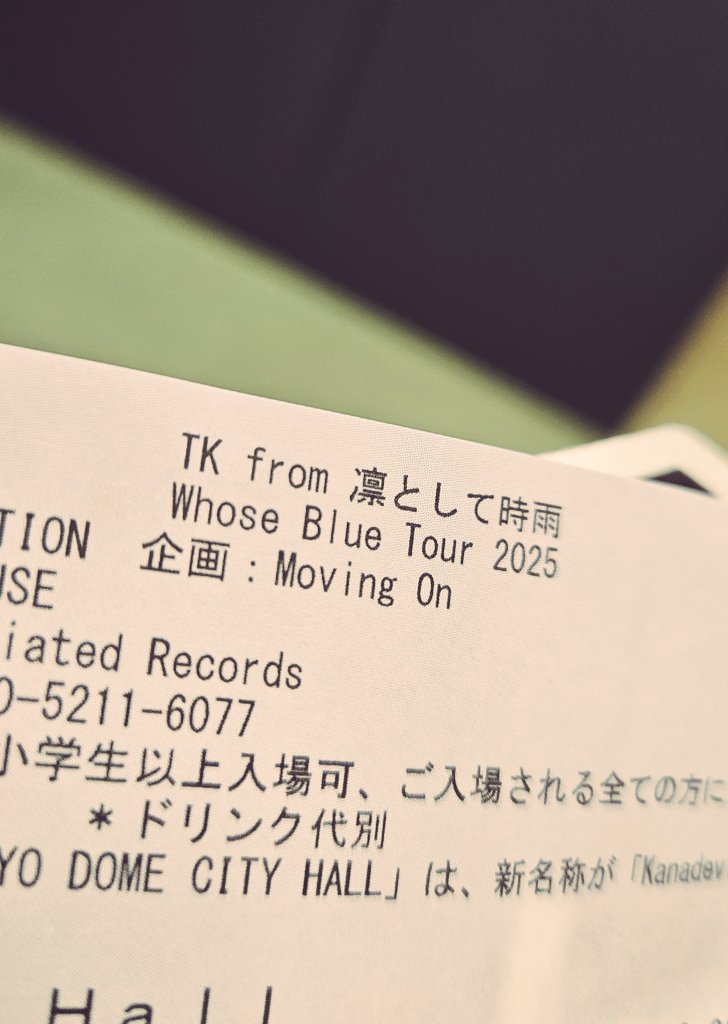 TK from 凛として時雨
Whose Blue Tour 2025
TION 企画：Moving On
USE
iated Records
0-5211-6077
小学生以上入場可、ご入場される全ての方に
＊ドリンク代別
YO DOME CITY HALL」は、新名称が「Kanadev
Hall